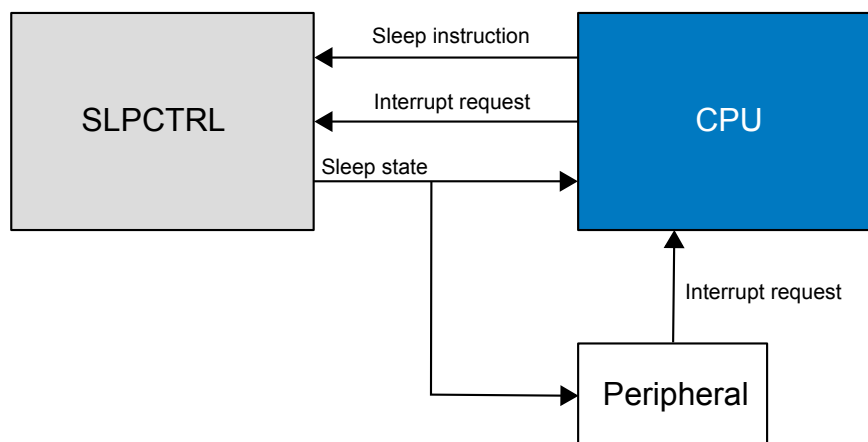 Sleep instruction
SLPCTRL
Interrupt request
CPU
Sleep state
Interrupt request
Peripheral